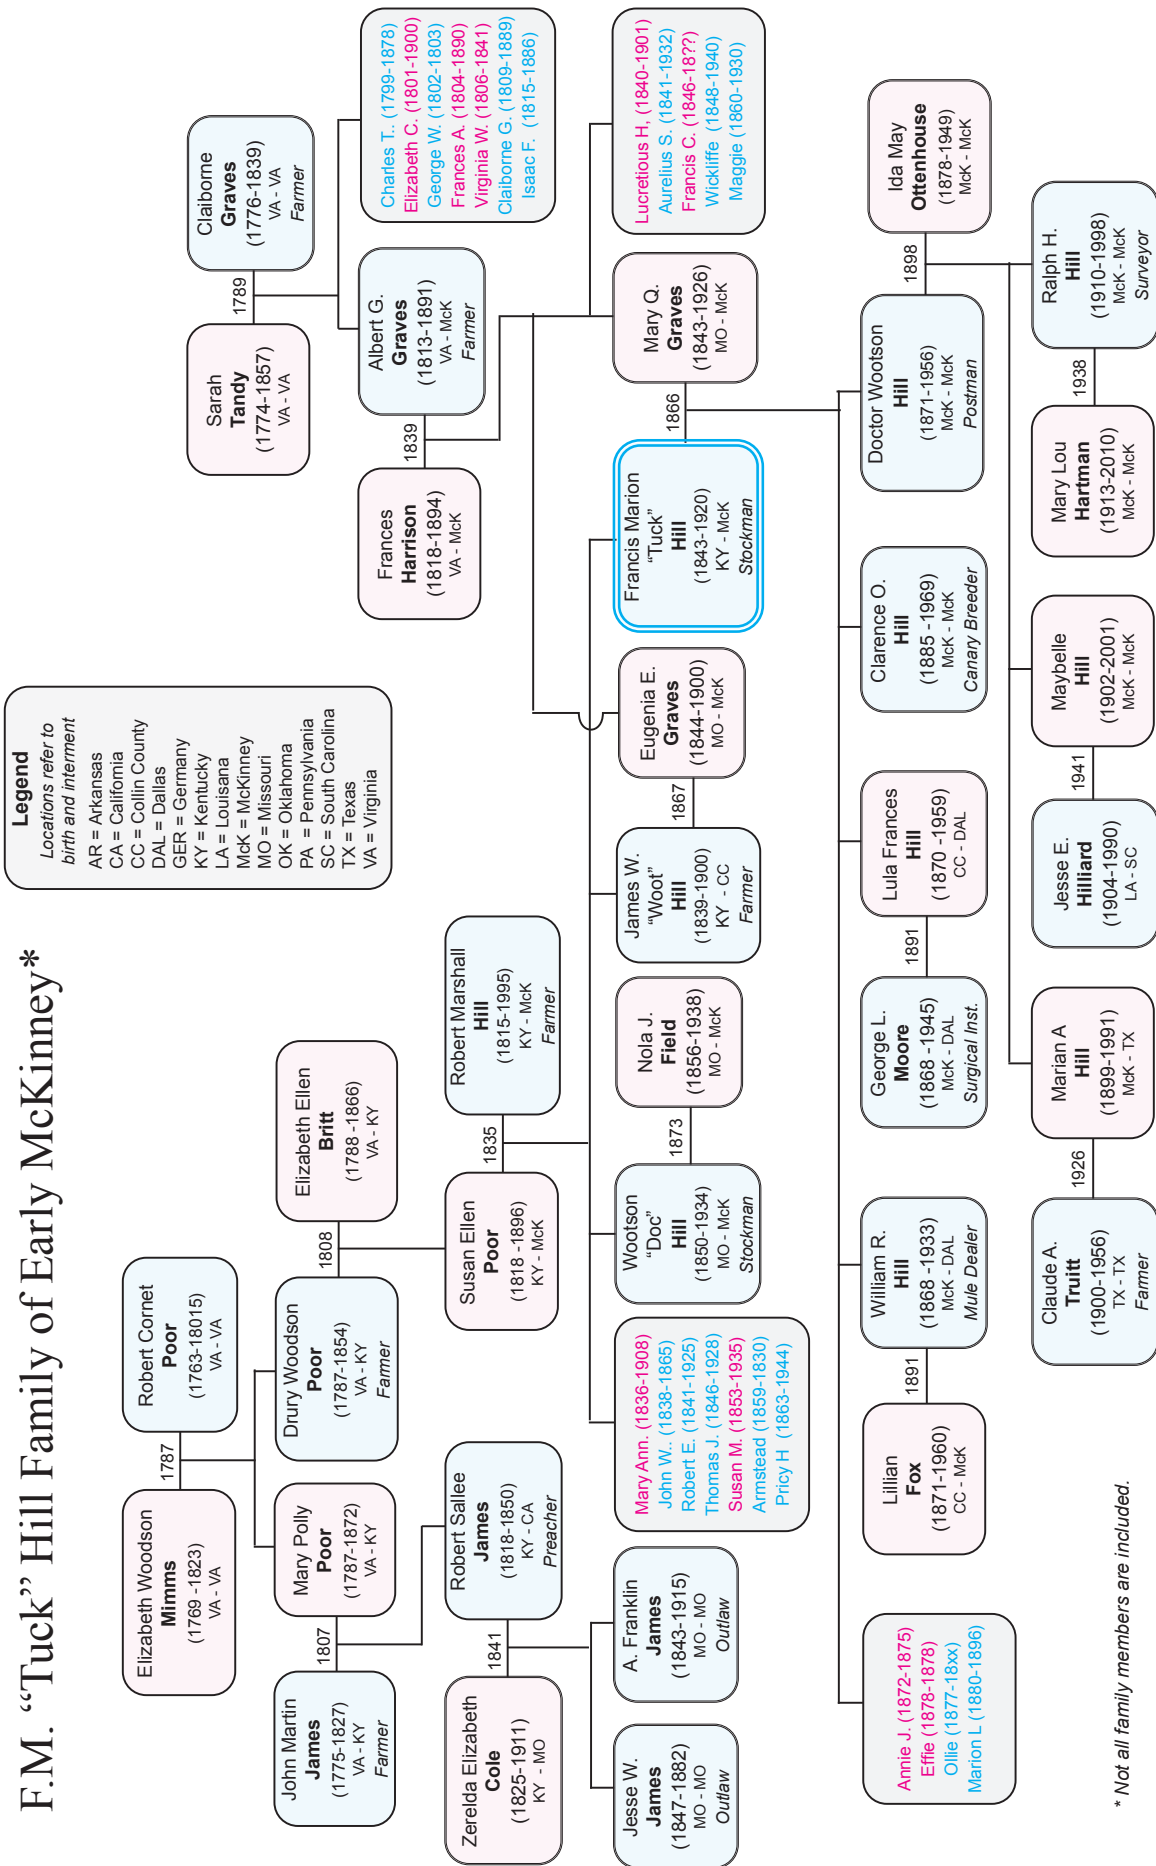 F.M. “Tuck” Hill Family of Early McKinney*
Legend
Locations refer to
birth and interment
AR = Arkansas
CA = California
CC = Collin County
DAL = Dallas
GER = Germany
KY = Kentucky
LA = Louisana
McK = McKinney
MO = Missouri
OK = Oklahoma
PA = Pennsylvania
SC = South Carolina
TX = Texas
VA = Virginia
Elizabeth Woodson
Mimms
(1769 -1823)
VA - VA
1787
Robert Cornet
Poor
(1763-18015)
VA - VA
Sarah
Tandy
(1774-1857)
VA - VA
1789
Claiborne
Graves
(1776-1839)
VA - VA
Farmer
John Martin
James
(1775-1827)
VA - KY
Farmer
1807
Mary Polly
Poor
(1787-1872)
VA - KY
Drury Woodson
Poor
(1787-1854)
VA - KY
Farmer
1808
Elizabeth Ellen
Britt
(1788 -1866)
VA - KY
Frances
Harrison
(1818-1894)
VA - McK
1839
Albert G.
Graves
(1813-1891)
VA - McK
Farmer
Charles T.. (1799-1878)
Elizabeth C. (1801-1900)
George W. (1802-1803)
Frances A. (1804-1890)
Virginia W. (1806-1841)
Claiborne G. (1809-1889)
Isaac F. (1815-1886)
Zerelda Elizabeth
Cole
(1825-1911)
KY - MO
1841
Robert Sallee
James
(1818-1850)
KY - CA
Preacher
Susan Ellen
Poor
(1818 -1896)
KY - McK
1835
Robert Marshall
Hill
(1815-1995)
KY - McK
Farmer
Jesse W.
James
(1847-1882)
MO - MO
Outlaw
A. Franklin
James
(1843-1915)
MO - MO
Outlaw
Mary Ann. (1836-1908)
John W.. (1838-1865)
Robert E. (1841-1925)
Thomas J. (1846-1928)
Susan M. (1853-1935)
Armstead (1859-1830)
Pricy H (1863-1944)
Wootson
“Doc”
Hill
(1850-1934)
MO - McK
Stockman
1873
Nola J.
Field
(1856-1938)
MO - McK
James W.
“Woot”
Hill
(1839-1900)
KY - CC
Farmer
1867
Eugenia E.
Graves
(1844-1900)
MO - McK
Francis Marion
“Tuck”
Hill
(1843-1920)
KY - McK
Stockman
1866
Mary Q.
Graves
(1843-1926)
MO - McK
Lucretious H, (1840-1901)
Aurelius S. (1841-1932)
Francis C. (1846-18??)
Wickliffe (1848-1940)
Maggie (1860-1930)
Annie J. (1872-1875)
Effie (1878-1878)
Ollie (1877-18xx)
Marion L (1880-1896)
Lillian
Fox
(1871-1960)
CC - McK
1891
William R.
Hill
(1868 -1933)
McK - DAL
Mule Dealer
George L.
Moore
(1868 -1945)
McK - DAL
Surgical Inst.
1891
Lula Frances
Hill
(1870 -1959)
CC - DAL
Clarence O.
Hill
(1885 -1969)
McK - McK
Canary Breeder
Doctor Wootson
Hill
(1871-1956)
McK - McK
Postman
1898
Ida May
Ottenhouse
(1878-1949)
McK - McK
Claude A.
Truitt
(1900-1956)
TX - TX
Farmer
1926
Marian A
Hill
(1899-1991)
McK - TX
Jesse E.
Hilliard
(1904-1990)
LA - SC
1941
Maybelle
Hill
(1902-2001)
McK - McK
Mary Lou
Hartman
(1913-2010)
McK - McK
1938
Ralph H.
Hill
(1910-1998)
McK - McK
Surveyor
* Not all family members are included.